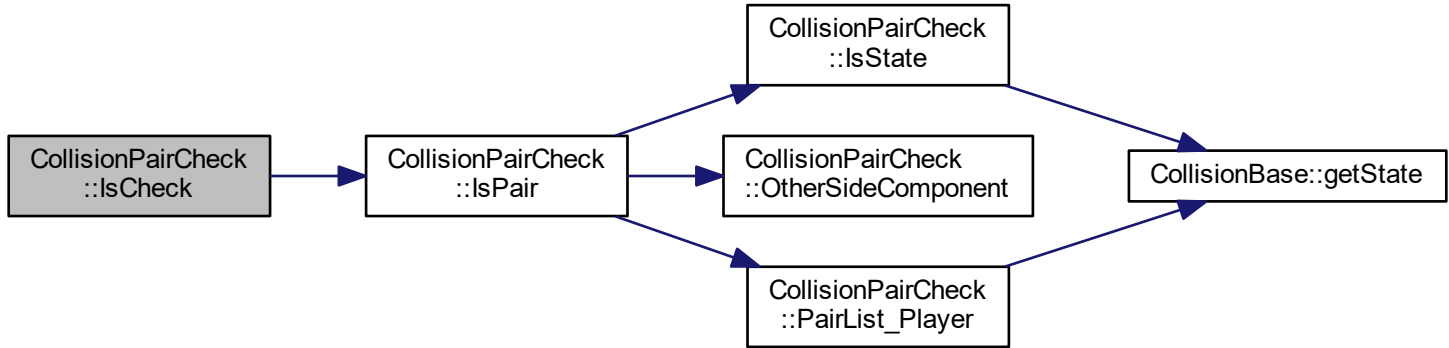 CollisionPairCheck
::IsCheck
CollisionPairCheck
::IsPair
CollisionPairCheck
::IsState
CollisionPairCheck
::OtherSideComponent
CollisionPairCheck
::PairList_Player
CollisionBase::getState